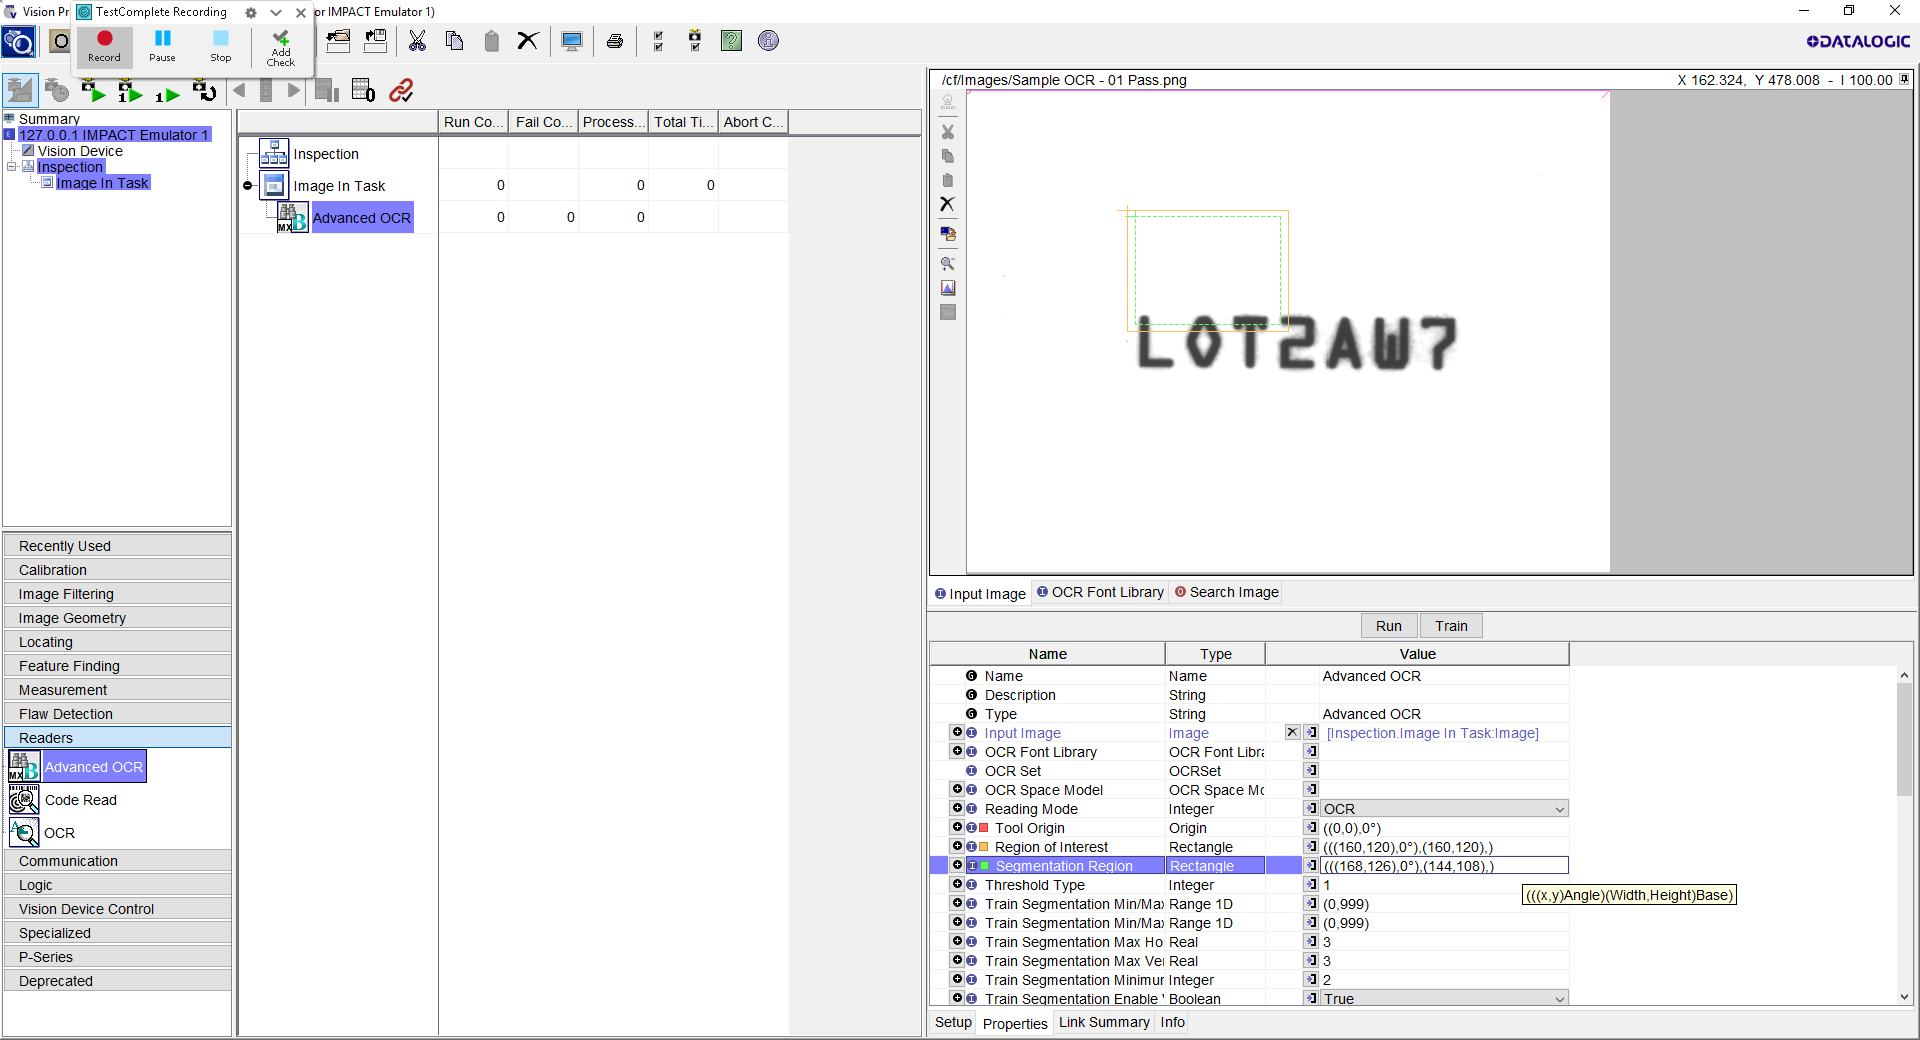 Vision Pr
TestComplete Recording
or IMPACT Emulator 1)
Record
Pause
Stop
Add Check
DATALOGIC
Summary
127.0.0.1 IMPACT Emulator 1
Vision Device
Inspection
Image In Task
Run Co... Fail Co... Process... Total Ti... Abort C...
Inspection
Image In Task 0 0 0
MX B Advanced OCR 0 0 0
Recently Used
Calibration
Image Filtering
Image Geometry
Locating
Feature Finding
Measurement
Flaw Detection
Readers
MX B Advanced OCR
Code Read
OCR
Communication
Logic
Vision Device Control
Specialized
P-Series
Deprecated
/cf/Images/Sample OCR - 01 Pass.png
X 162.324, Y 478.008 - I 100.00
LOT2AW7
Input Image OCR Font Library Search Image
Run Train
Name Type Value
Name Name Advanced OCR
Description String
Type String Advanced OCR
Input Image Image [Inspection.Image In Task:Image]
OCR Font Library OCR Font Libra
OCR Set OCRSet
OCR Space Model OCR Space Mc
Reading Mode Integer OCR
Tool Origin Origin ((0,0),0°)
Region of Interest Rectangle (((160,120),0°),(160,120),)
Segmentation Region Rectangle (((168,126),0°),(144,108),)
Threshold Type Integer 1
(((x,y)Angle)(Width,Height)Base)
Train Segmentation Min/Max Range 1D (0,999)
Train Segmentation Min/Max Range 1D (0,999)
Train Segmentation Max Ho Real 3
Train Segmentation Max Ver Real 3
Train Segmentation Minimur Integer 2
Train Segmentation Enable Boolean True
Setup Properties Link Summary Info